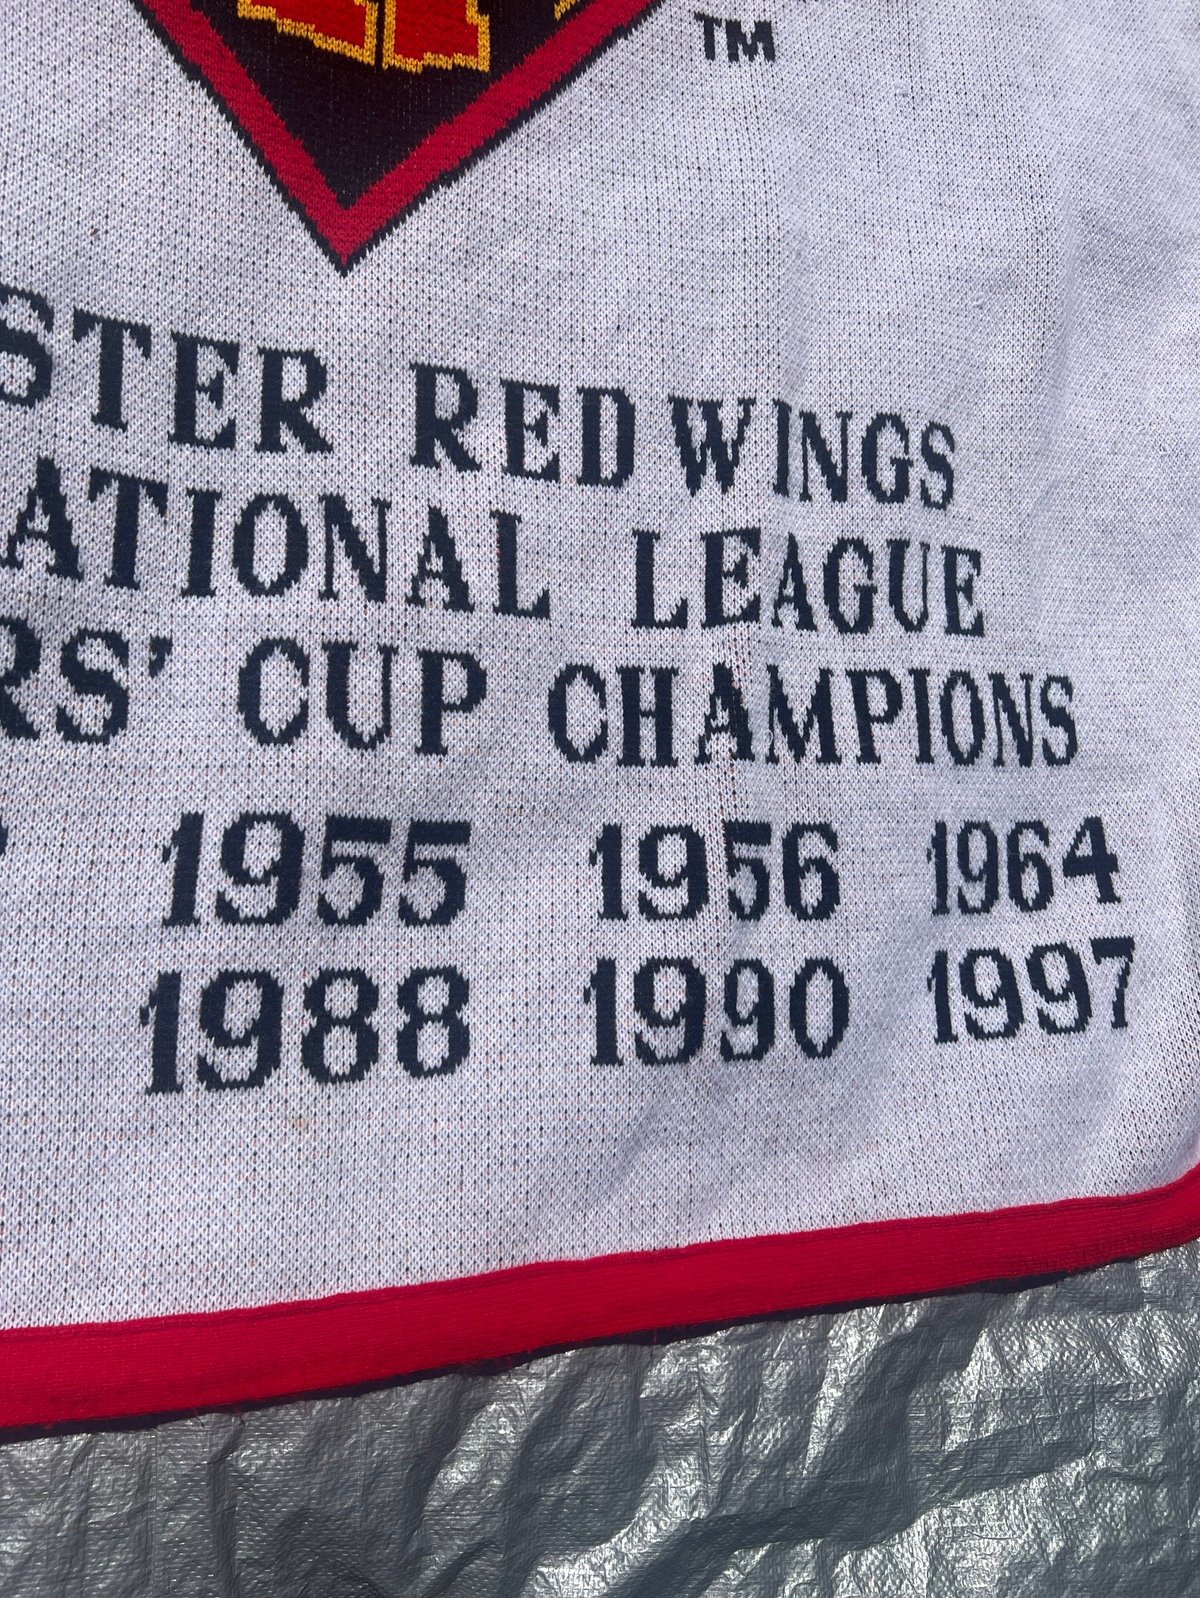 TM
STER RED WINGS
ATIONAL LEAGUE
RS' CUP CHAMPIONS
1955 1956 1964
1988 1990 1997